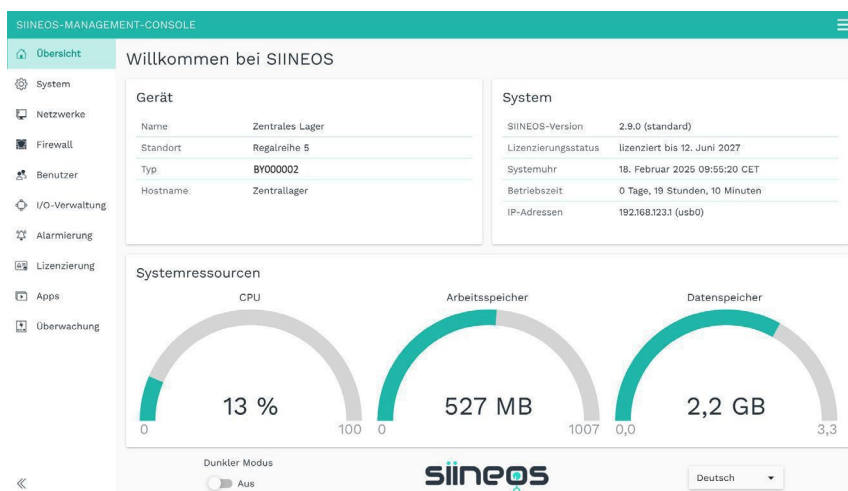 SIINEOS-MANAGEMENT-CONSOLE
Übersicht
System
Netzwerke
Firewall
Benutzer
I/O-Verwaltung
Alarmierung
Lizenzierung
Apps
Überwachung
Willkommen bei SIINEOS
Gerät
Name Zentrales Lager
Standort Regalreihe 5
Typ BY000002
Hostname Zentrallager
System
SIINEOS-Version 2.9.0 (standard)
Lizenzierungsstatus lizenziert bis 12. Juni 2027
Systemuhr 18. Februar 2025 09:55:20 CET
Betriebszeit 0 Tage, 19 Stunden, 10 Minuten
IP-Adressen 192.168.123.1 (usb0)
Systemressourcen
CPU
13 %
0 100
Arbeitsspeicher
527 MB
0 1007
Datenspeicher
2,2 GB
0,0 3,3
Dunkler Modus
Aus
siineos
Deutsch